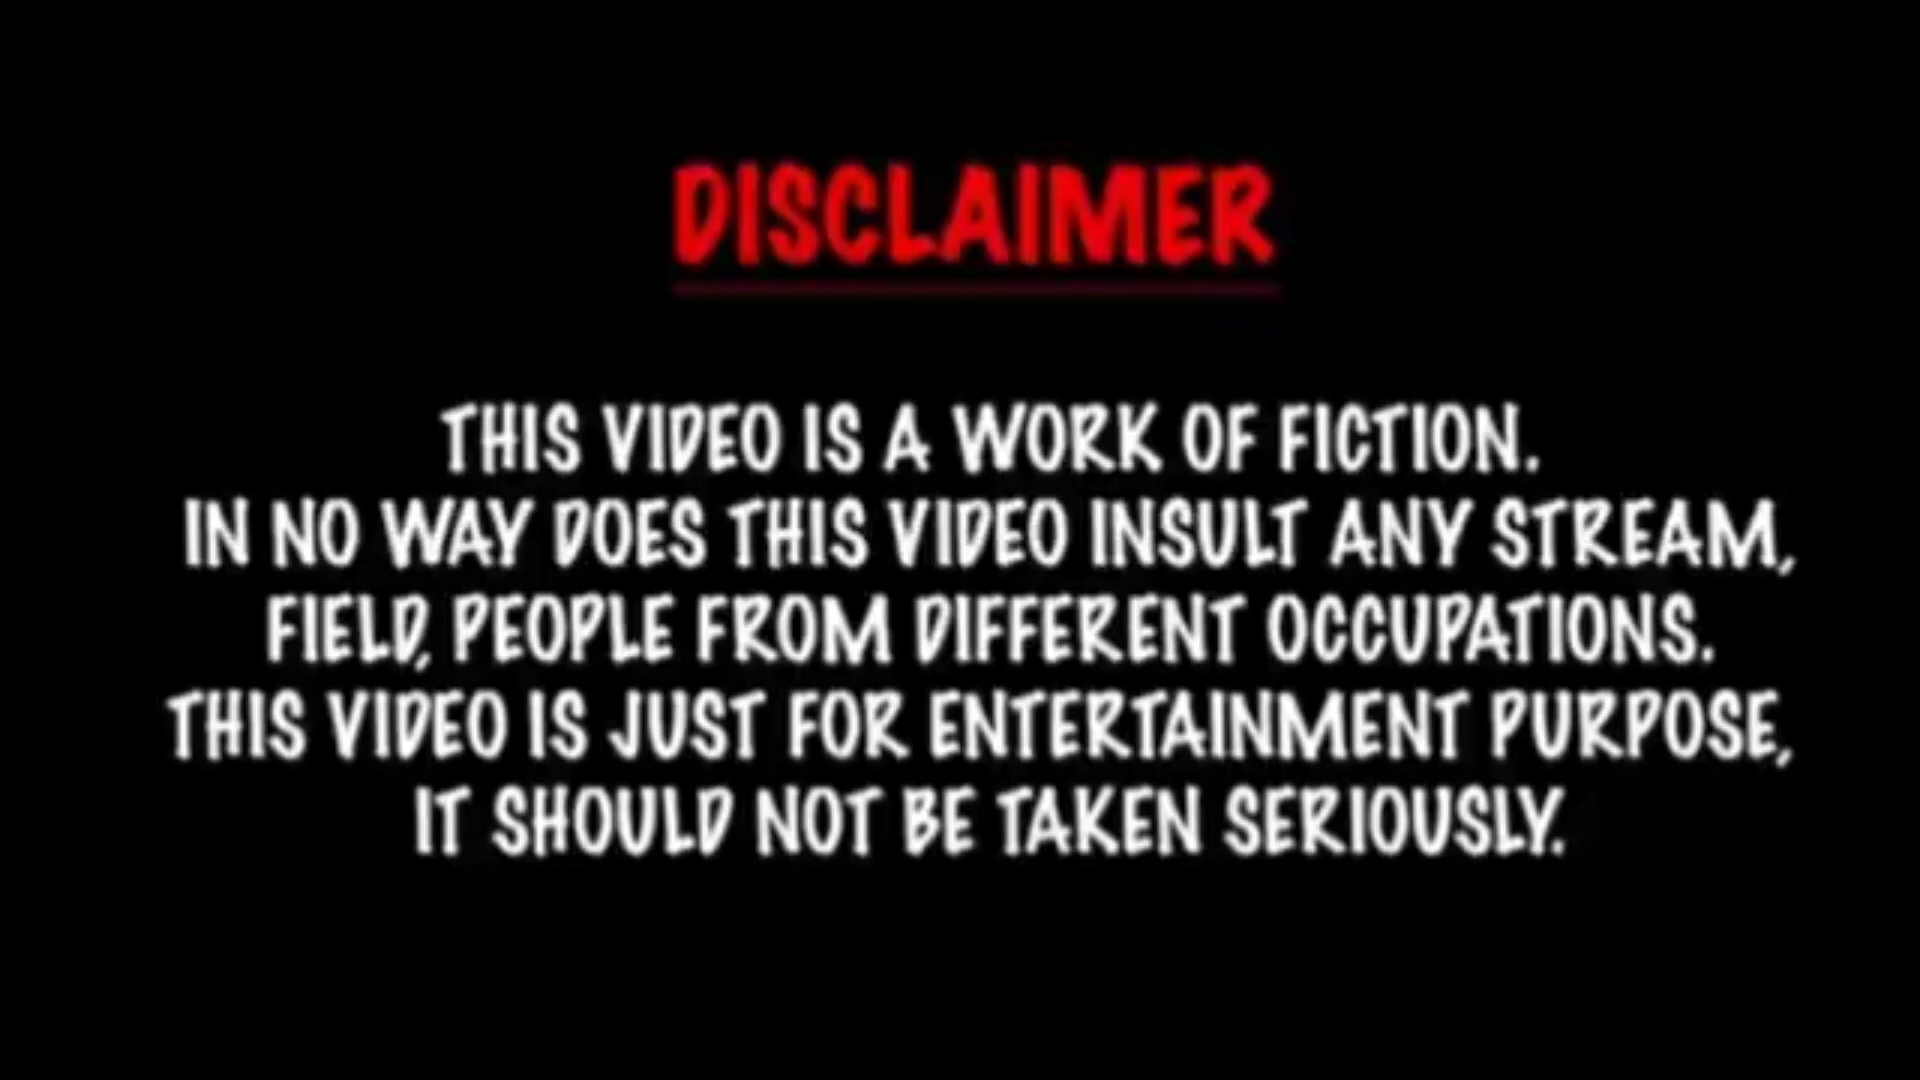 DISCLAIMER
THIS VIDEO IS A WORK OF FICTION.
IN NO WAY DOES THIS VIDEO INSULT ANY STREAM,
FIELD, PEOPLE FROM DIFFERENT OCCUPATIONS.
THIS VIDEO IS JUST FOR ENTERTAINMENT PURPOSE,
IT SHOULD NOT BE TAKEN SERIOUSLY.